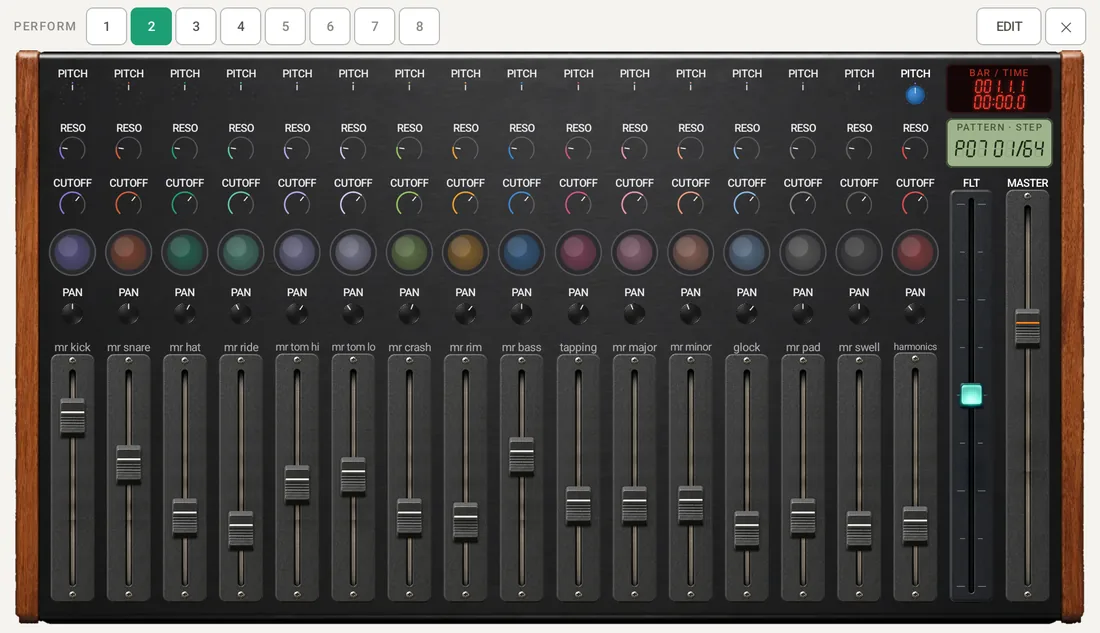 PERFORM 1 2 3 4 5 6 7 8 EDIT ×
PITCH PITCH PITCH PITCH PITCH PITCH PITCH PITCH PITCH PITCH PITCH PITCH PITCH PITCH PITCH PITCH
BAR / TIME
001.1.1
00:00.0
RESO RESO RESO RESO RESO RESO RESO RESO RESO RESO RESO RESO RESO RESO RESO RESO
PATTERN · STEP
P07 01/64
CUTOFF CUTOFF CUTOFF CUTOFF CUTOFF CUTOFF CUTOFF CUTOFF CUTOFF CUTOFF CUTOFF CUTOFF CUTOFF CUTOFF CUTOFF CUTOFF FLT MASTER
PAN PAN PAN PAN PAN PAN PAN PAN PAN PAN PAN PAN PAN PAN PAN PAN
mr kick mr snare mr hat mr ride mr tom hi mr tom lo mr crash mr rim mr bass tapping mr major mr minor glock mr pad mr swell harmonics